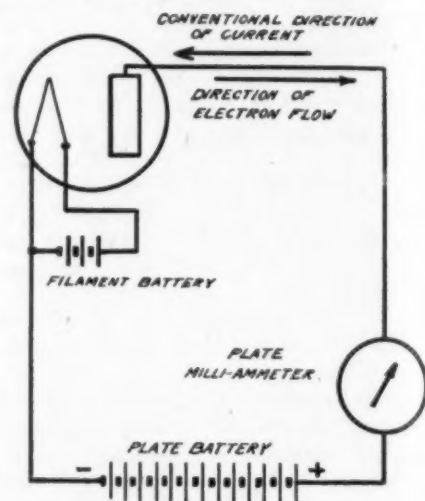 CONVENTIONAL DIRECTION
OF CURRENT
DIRECTION OF
ELECTRON FLOW
FILAMENT BATTERY
PLATE
MILLI-AMMETER
PLATE BATTERY
- +